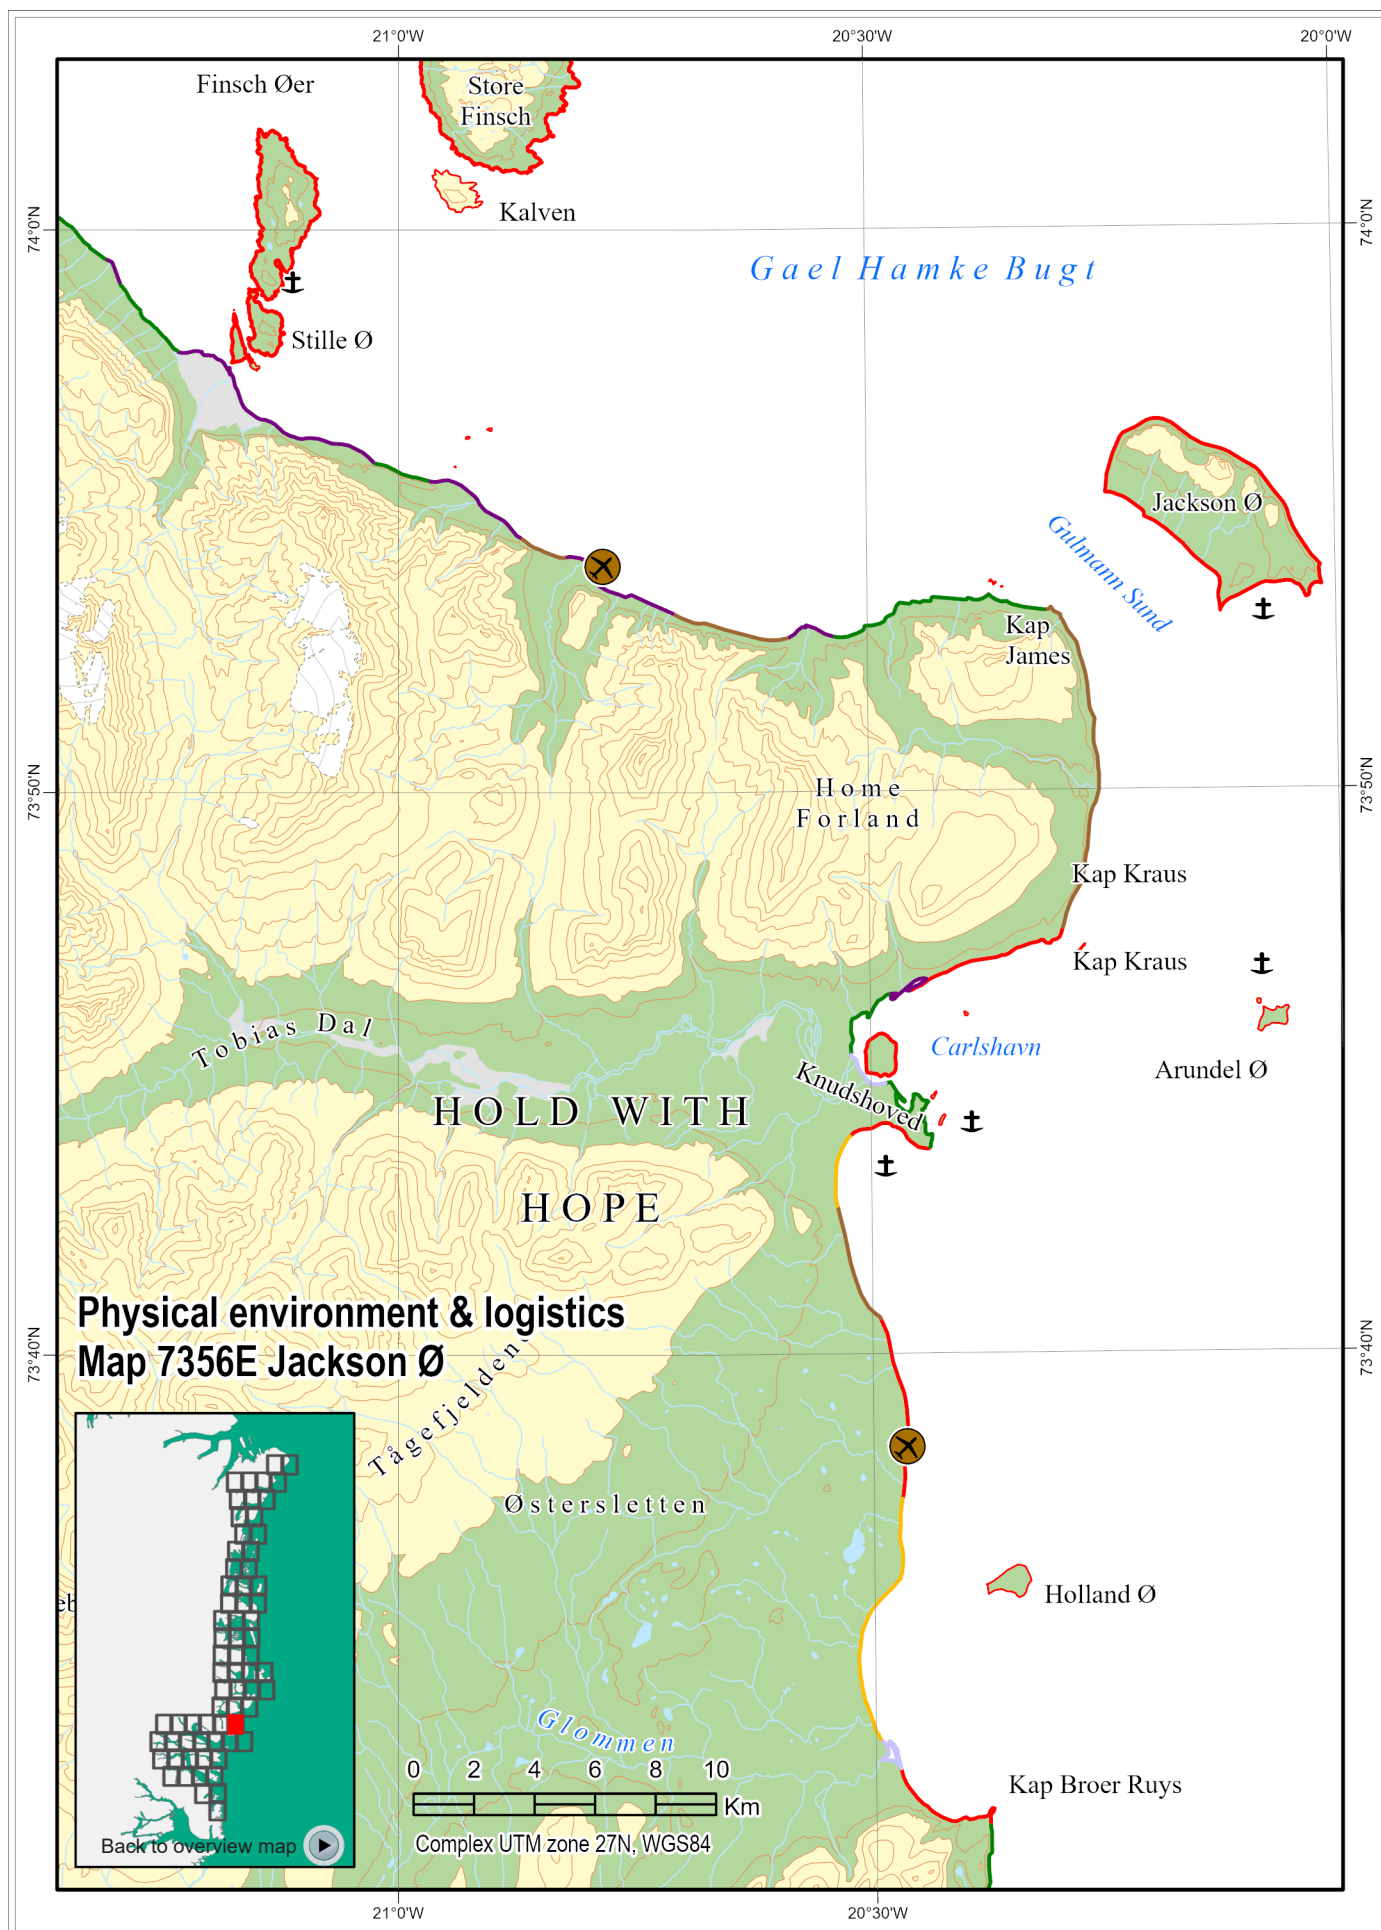 21°0'W
20°30'W
20°0'W
Finsch Øer
Store
Finsch
Kalven
74°0'N
74°0'N
Gael Hamke Bugt
Stille Ø
Jackson Ø
Gulmann Sund
Kap
James
73°50'N
73°50'N
Home
Forland
Kap Kraus
Kap Kraus
Tobias Dal
Carlshavn
Arundel Ø
Knudshoved
HOLD WITH
HOPE
Physical environment & logistics
Map 7356E Jackson Ø
73°40'N
73°40'N
Tågefjeldene
Østersletten
Holland Ø
eb
Glommen
0 2 4 6 8 10
Km
Kap Broer Ruys
Complex UTM zone 27N, WGS84
Back to overview map
21°0'W
20°30'W